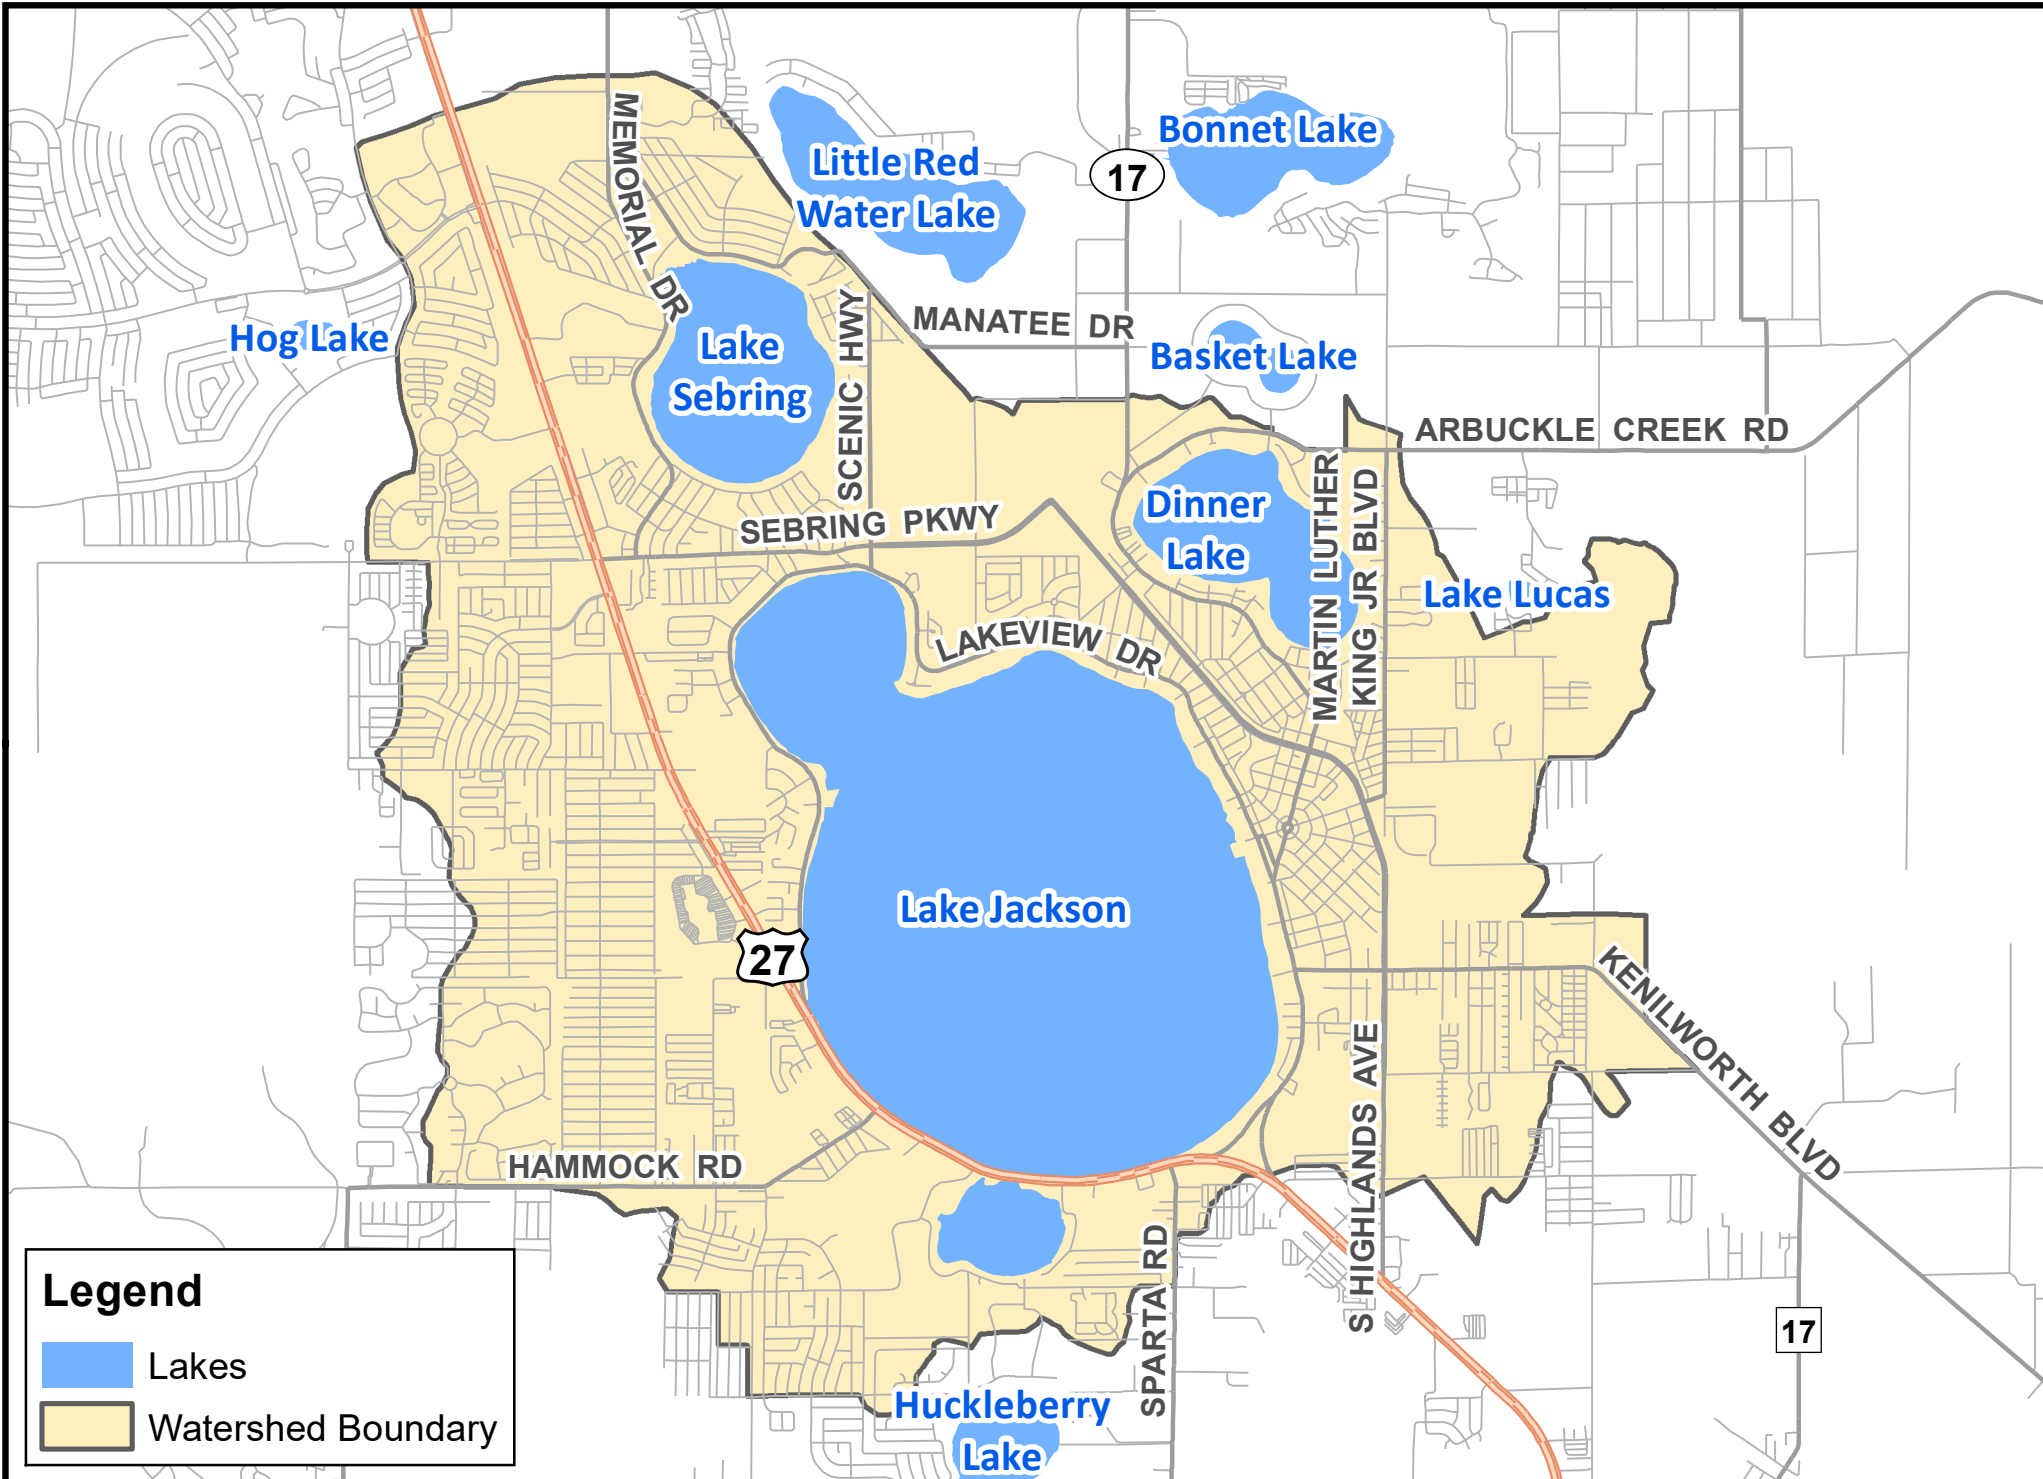 MEMORIAL DR
Little Red
Water Lake
17
Bonnet Lake
Hog Lake
Lake
Sebring
SCENIC HWY
MANATEE DR
Basket Lake
ARBUCKLE CREEK RD
SEBRING PKWY
Dinner
Lake
MARTIN LUTHER
KING JR BLVD
Lake Lucas
LAKEVIEW DR
Lake Jackson
27
KENILWORTH BLVD
HAMMOCK RD
S HIGHLANDS AVE
SPARTA RD
17
Huckleberry
Lake
Legend
Lakes
Watershed Boundary